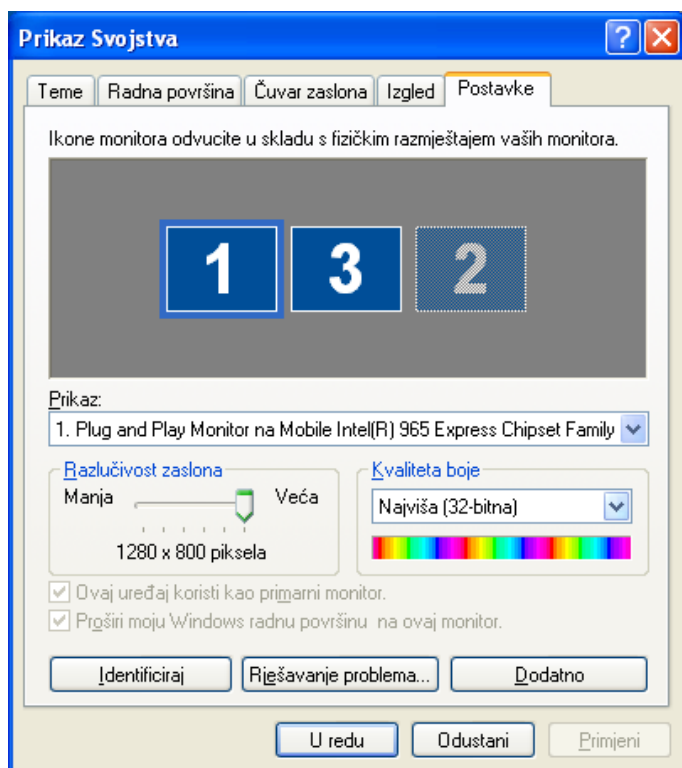 Prikaz Svojstva
Teme Radna površina Čuvar zaslona Izgled Postavke
Ikone monitora odvucite u skladu s fizičkim razmještajem vaših monitora.
1 3 2
Prikaz:
1. Plug and Play Monitor na Mobile Intel(R) 965 Express Chipset Family
Razlučivost zaslona
Manja Veća
1280 x 800 piksela
Kvaliteta boje
Najviša (32-bitna)
Ovaj uređaj koristi kao primarni monitor.
Proširi moju Windows radnu površinu na ovaj monitor.
Identificiraj Rješavanje problema... Dodatno
U redu Odustani Primjeni